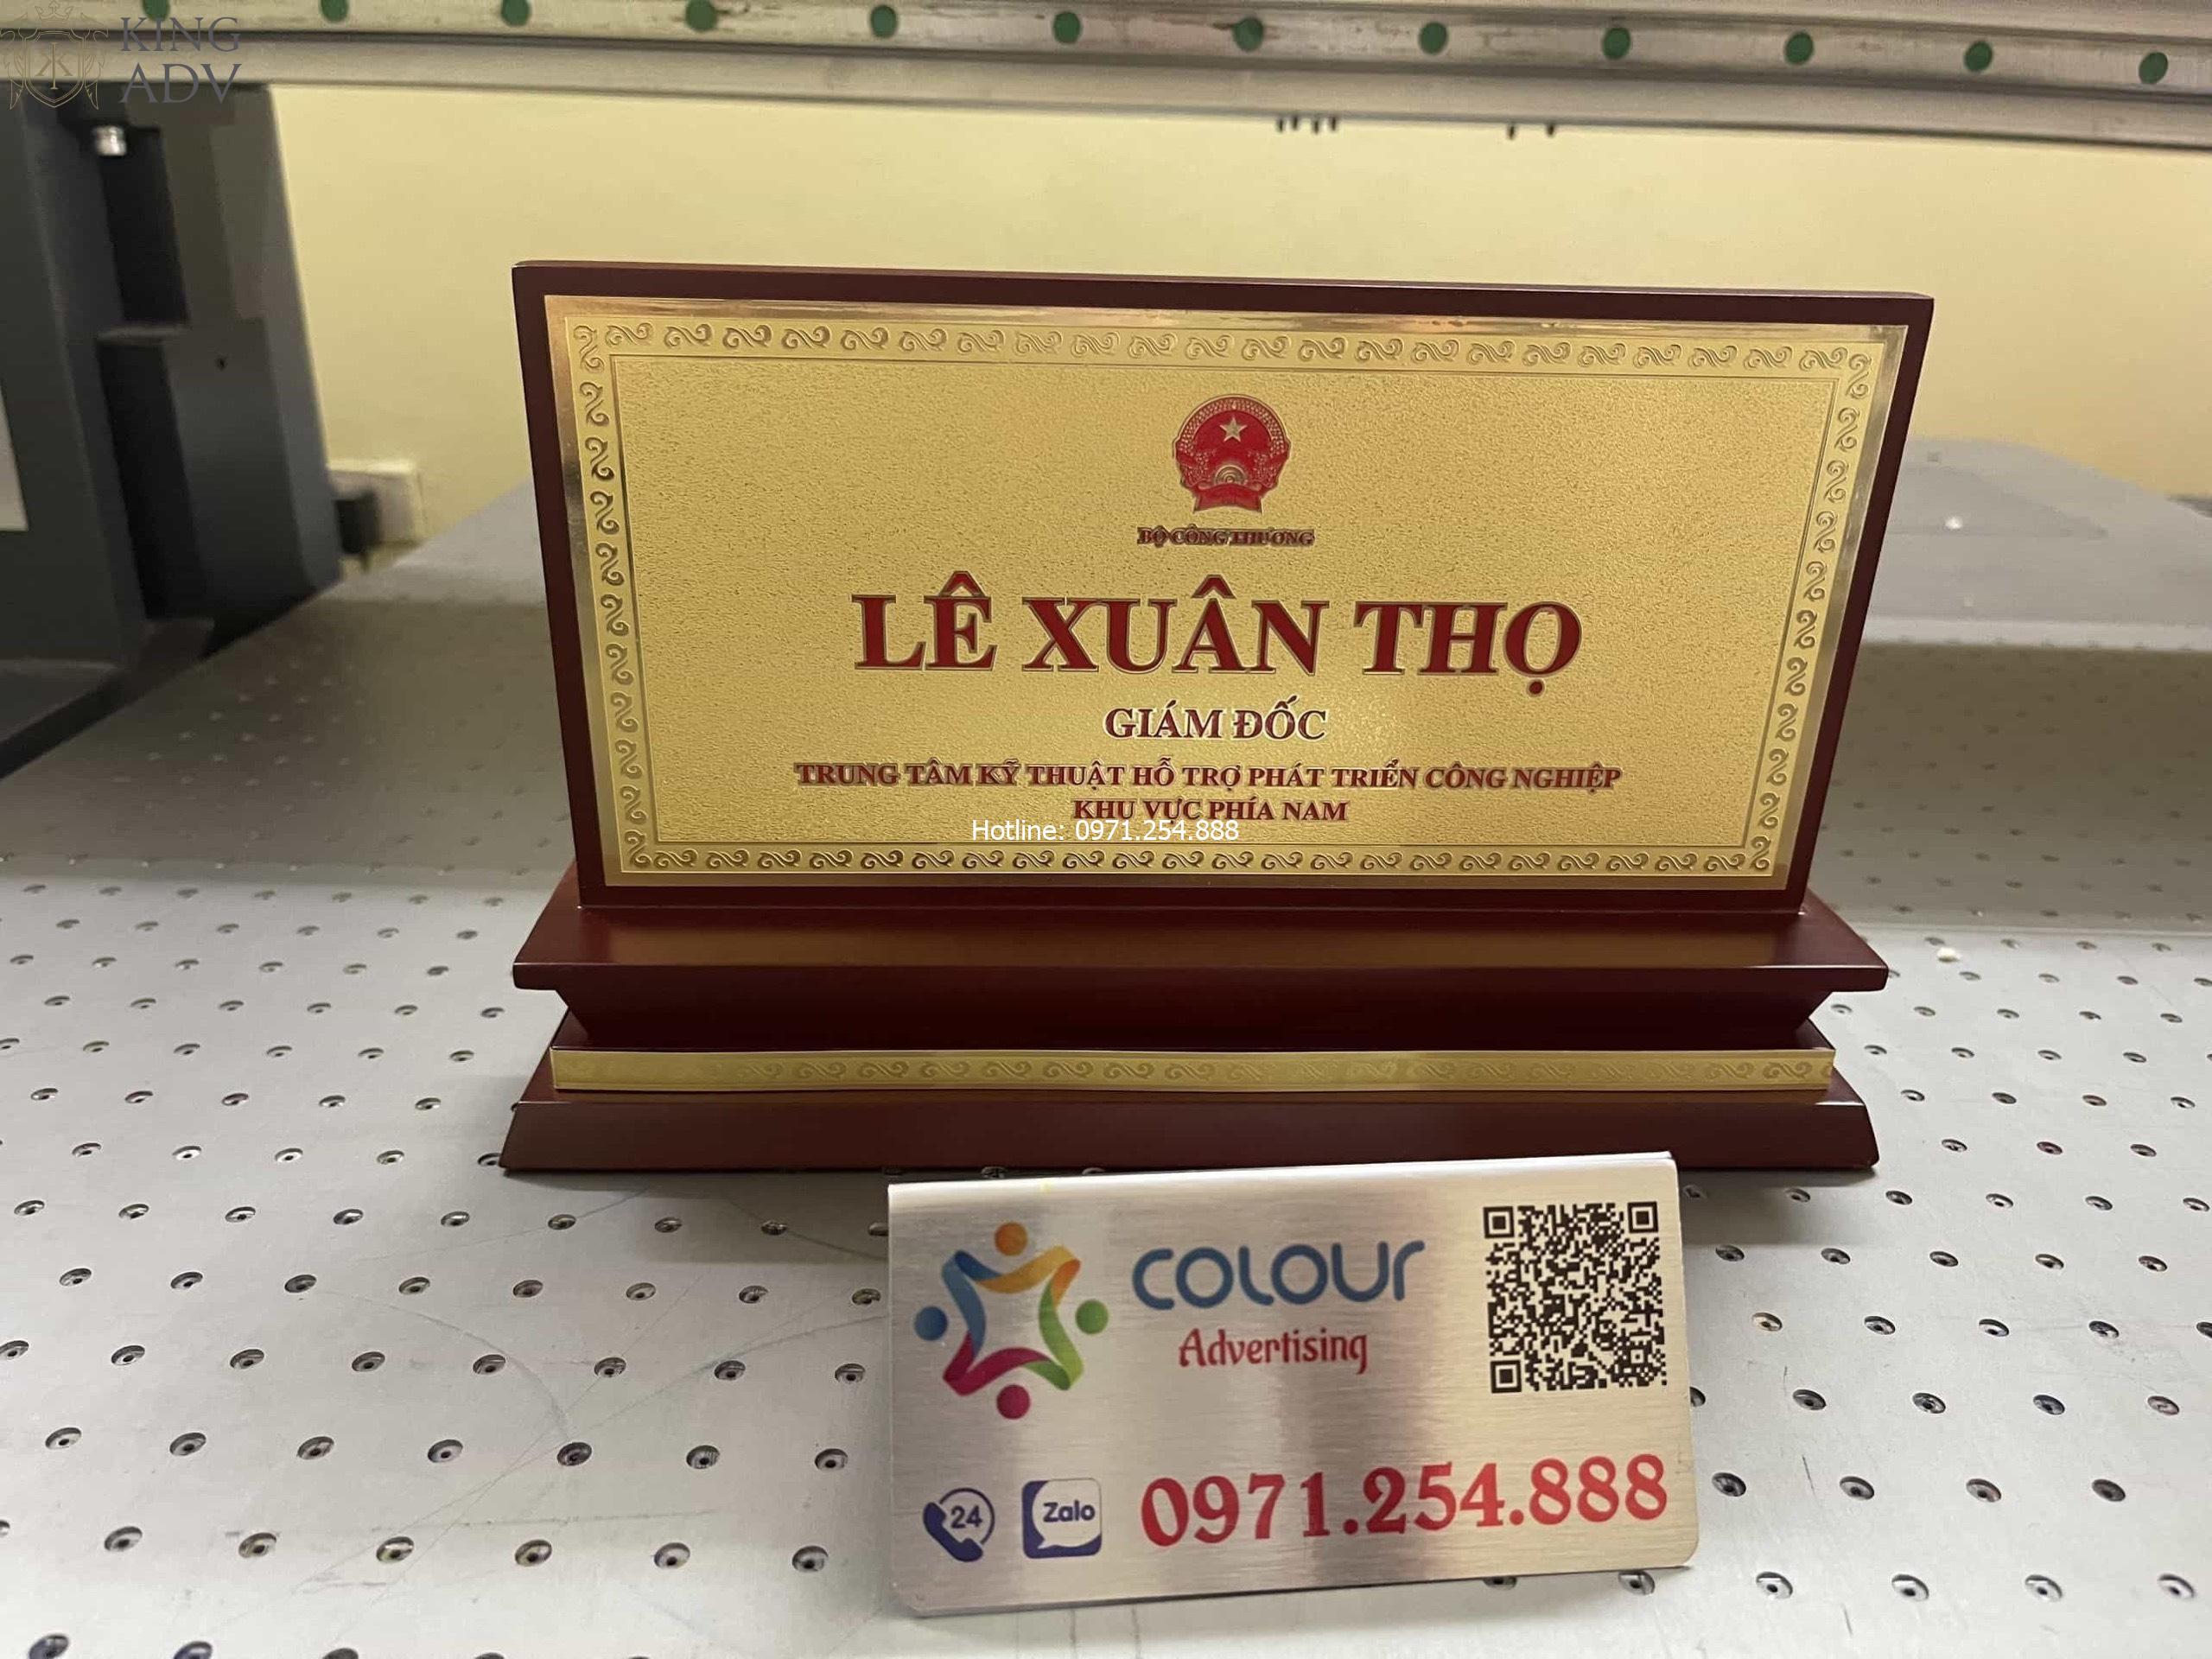 KING
ADV
BỘ CÔNG THƯƠNG
LÊ XUÂN THỌ
GIÁM ĐỐC
TRUNG TÂM KỸ THUẬT HỖ TRỢ PHÁT TRIỂN CÔNG NGHIỆP
KHU VỰC PHÍA NAM
Hotline: 0971.254.888
COLOUR
Advertising
24
Zalo
0971.254.888